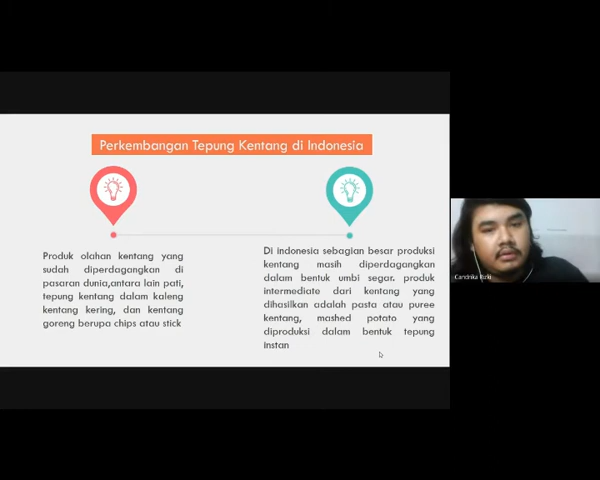 Perkembangan Tepung Kentang di Indonesia
Produk olahan kentang yang
sudah diperdagangkan di
pasaran dunia,antara lain pati,
tepung kentang dalam kaleng
kentang kering, dan kentang
goreng berupa chips atau stick
Di indonesia sebagian besar produksi
kentang masih diperdagangkan
dalam bentuk umbi segar. produk
intermediate dari kentang yang
dihasilkan adalah pasta atau puree
kentang, mashed potato yang
diproduksi dalam bentuk tepung
instan
Candrika Rizki